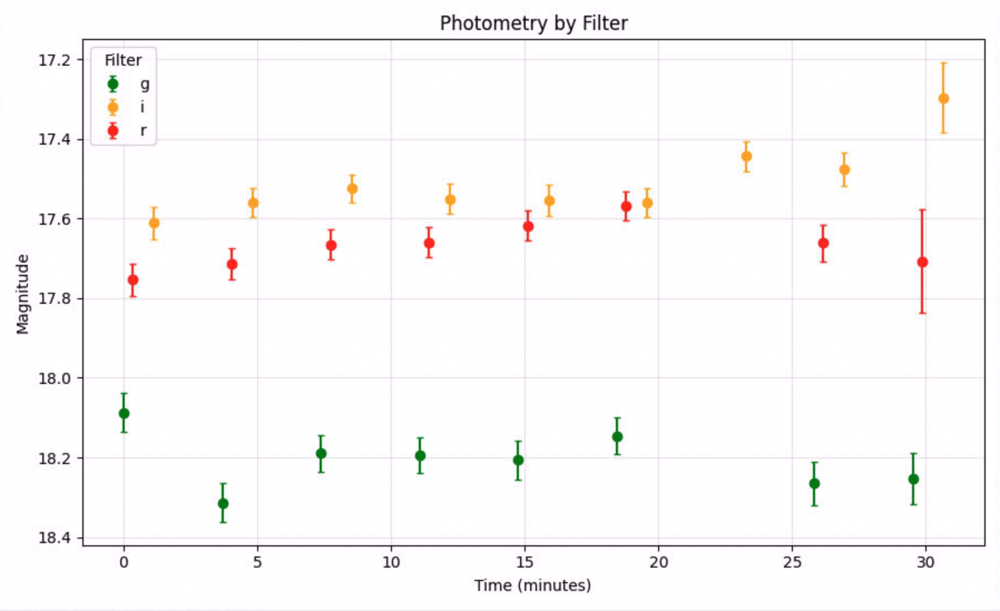 Photometry by Filter
Filter
g
i
r
17.2
17.4
17.6
17.8
18.0
18.2
18.4
Magnitude
0 5 10 15 20 25 30
Time (minutes)